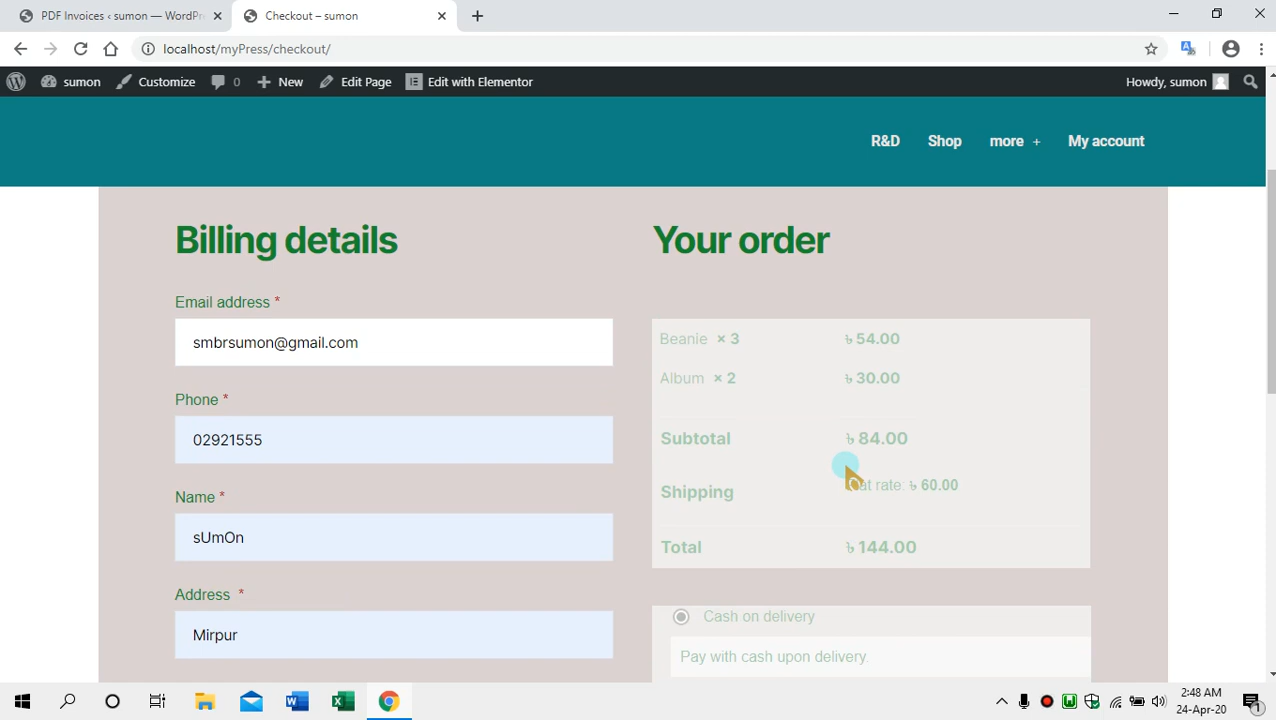 PDF Invoices ‹ sumon — WordPr
Checkout – sumon
localhost/myPress/checkout/
sumon
Customize
0
New
Edit Page
Edit with Elementor
Howdy, sumon
R&D
Shop
more +
My account
Billing details
Your order
Email address *
smbrsumon@gmail.com
Phone *
02921555
Name *
sUmOn
Address *
Mirpur
Beanie × 3
৳ 54.00
Album × 2
৳ 30.00
Subtotal
৳ 84.00
Shipping
rate: ৳ 60.00
Total
৳ 144.00
Cash on delivery
Pay with cash upon delivery.
2:48 AM
24-Apr-20